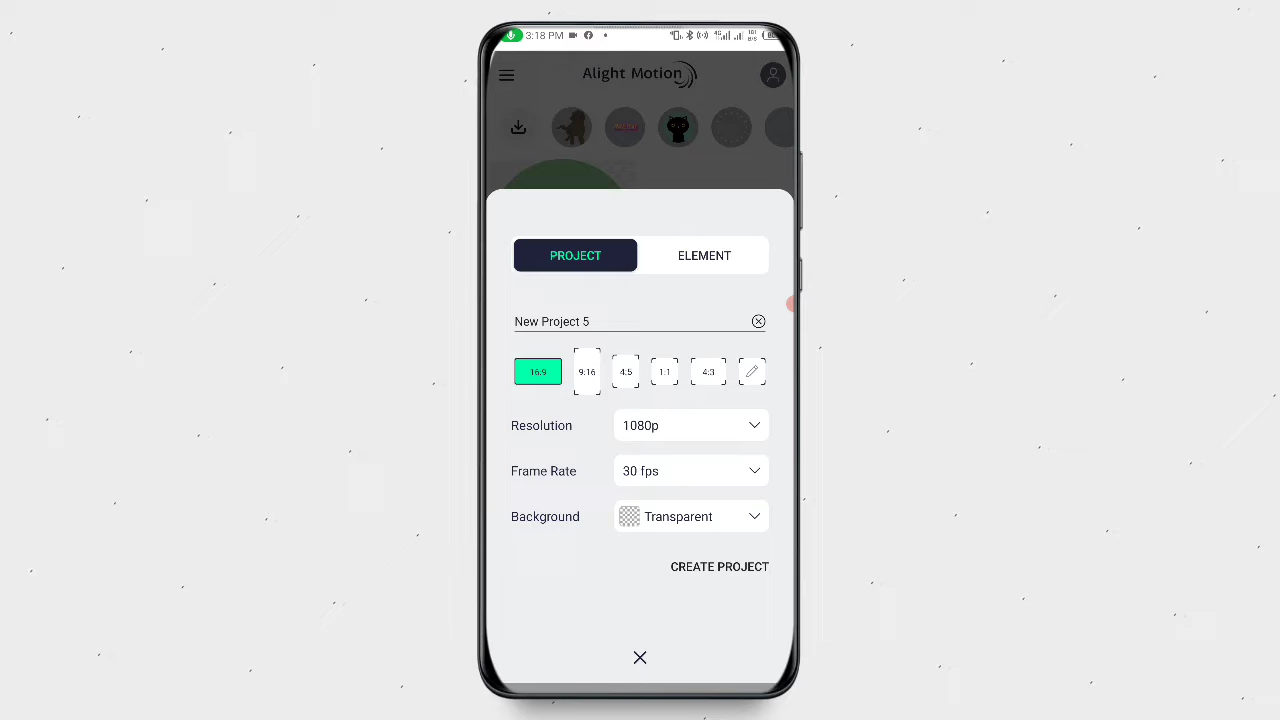 3:18 PM
Alight Motion
PROJECT
ELEMENT
New Project 5
16:9
9:16
4:5
1:1
4:3
Resolution
1080p
Frame Rate
30 fps
Background
Transparent
CREATE PROJECT